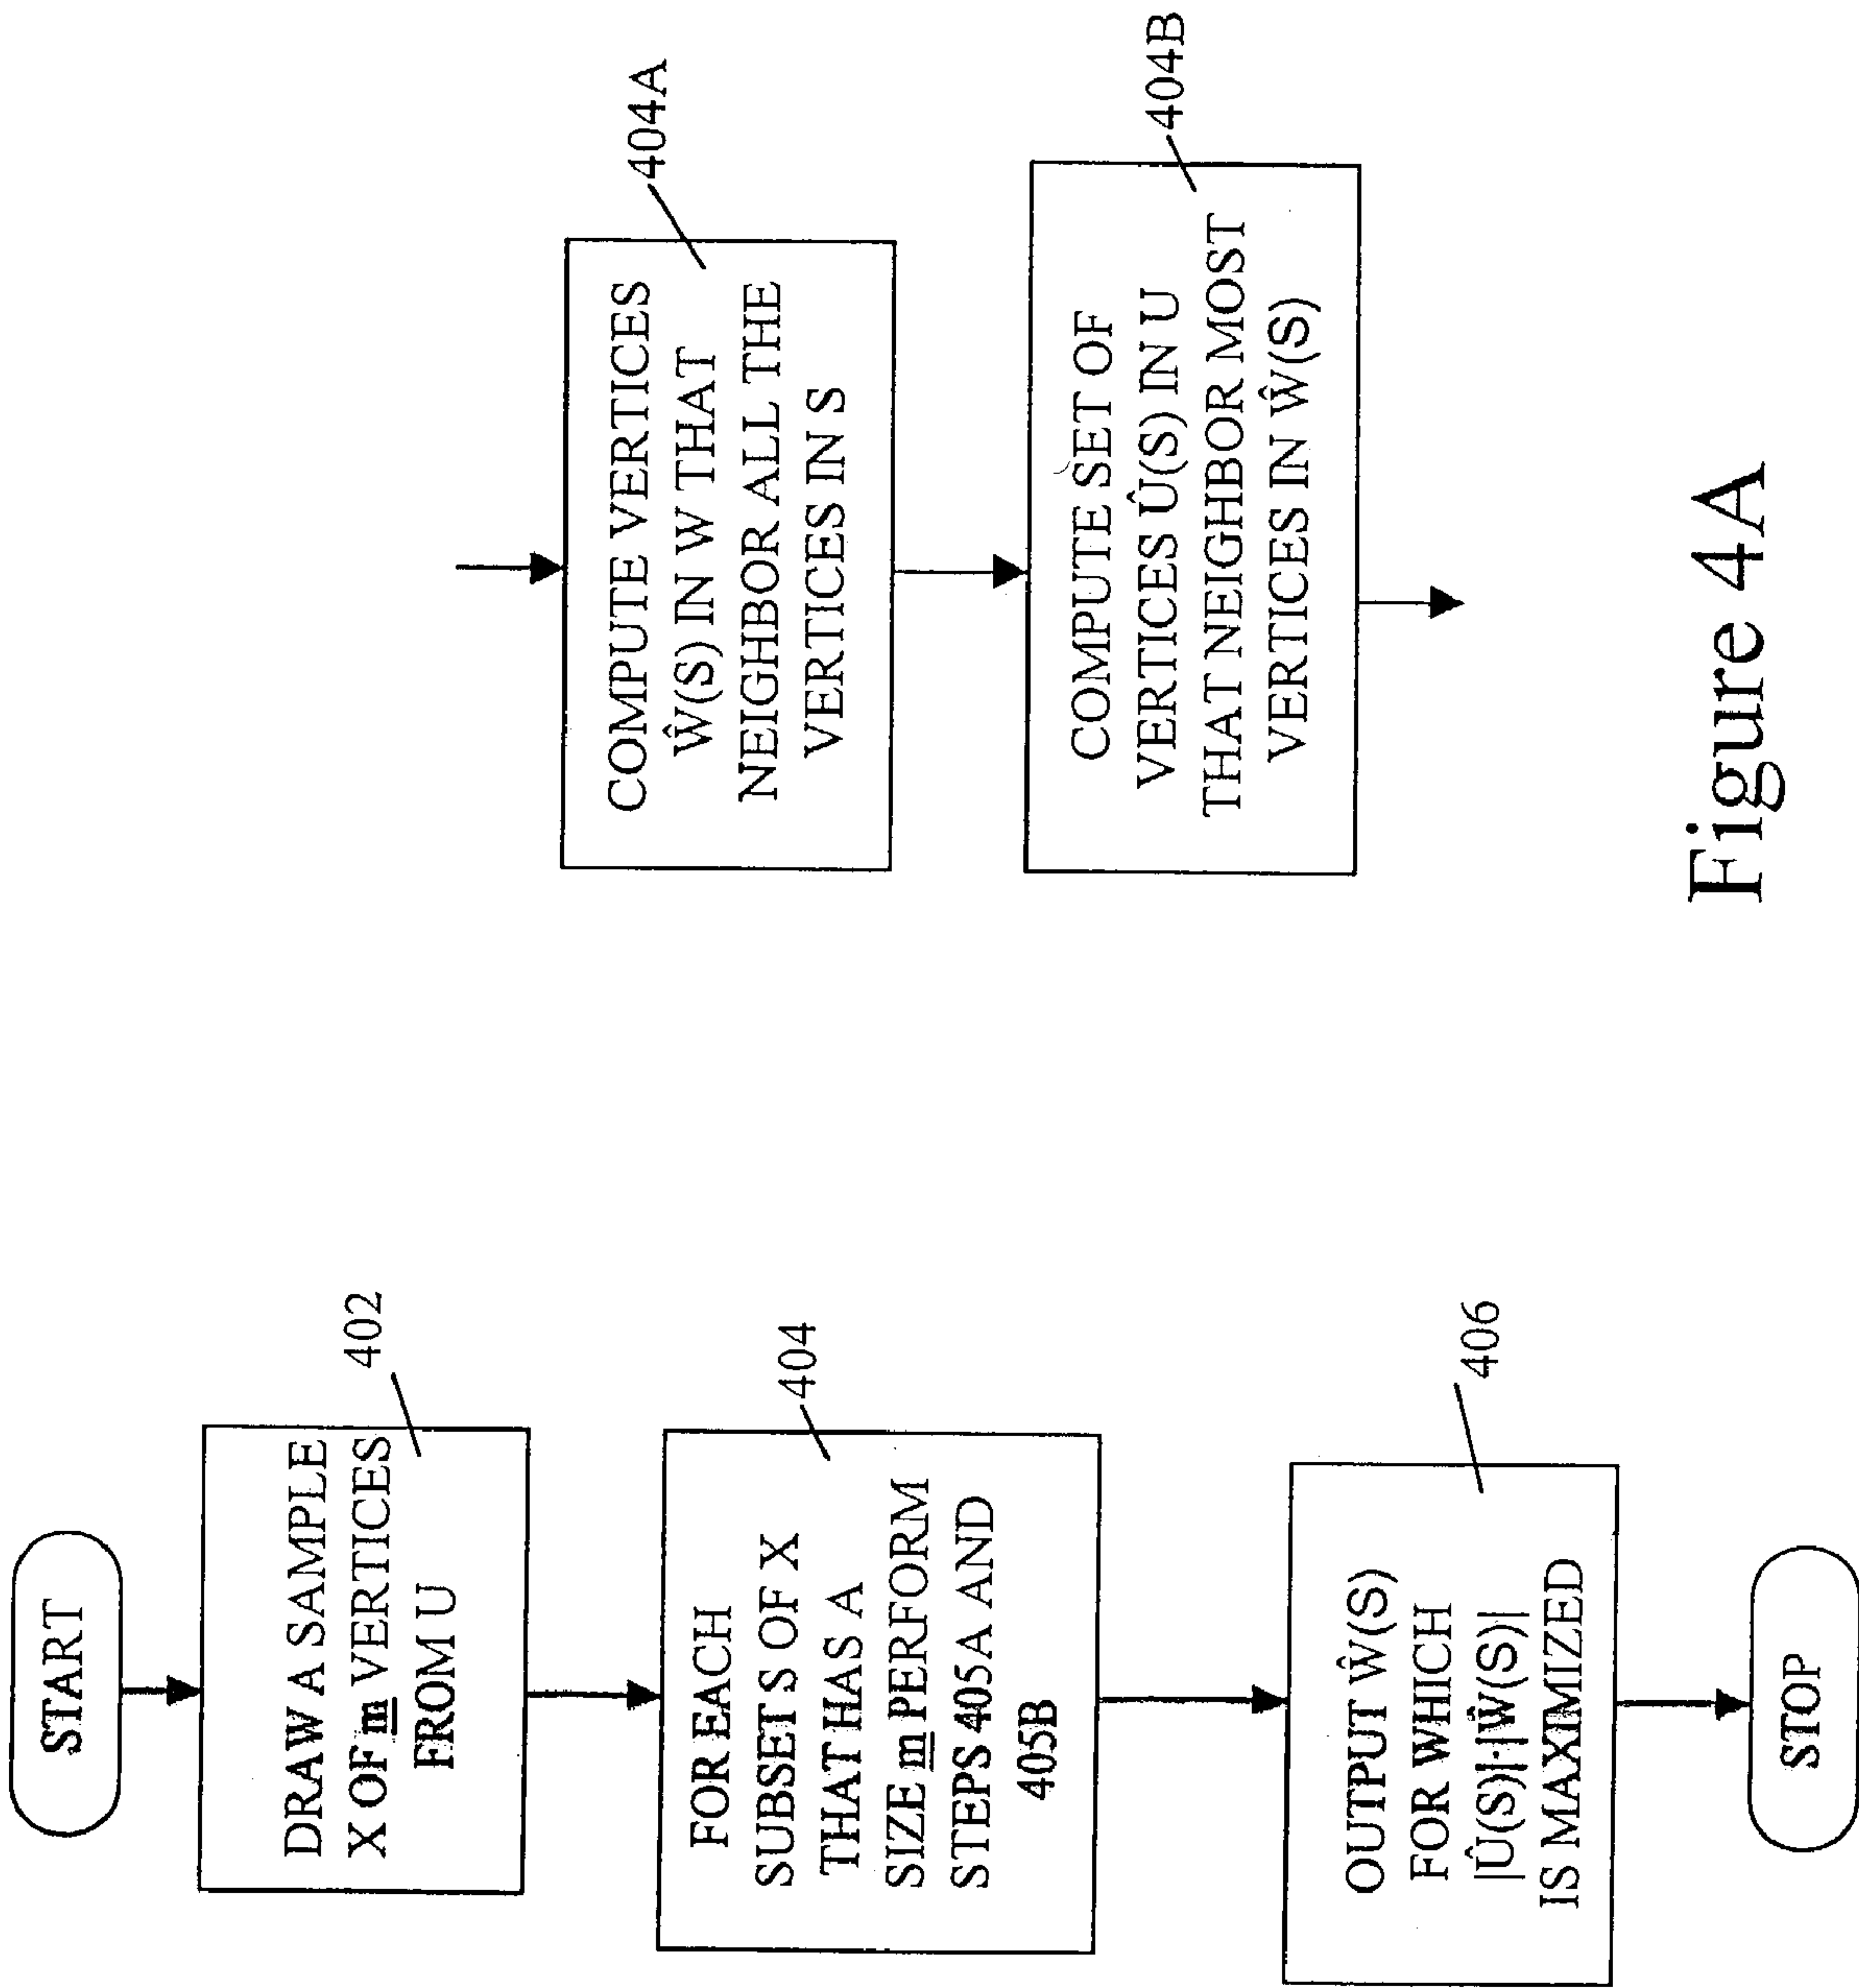 START
DRAW A SAMPLE
X OF m VERTICES
FROM U
402
FOR EACH
SUBSET S OF X
THAT HAS A
SIZE m PERFORM
STEPS 405A AND
405B
404
OUTPUT Ŵ(S)
FOR WHICH
|Û(S)|·|Ŵ(S)|
IS MAXIMIZED
406
STOP
COMPUTE VERTICES
Ŵ(S) IN W THAT
NEIGHBOR ALL THE
VERTICES IN S
404A
COMPUTE SET OF
VERTICES Û(S) IN U
THAT NEIGHBOR MOST
VERTICES IN Ŵ(S)
404B
Figure 4A